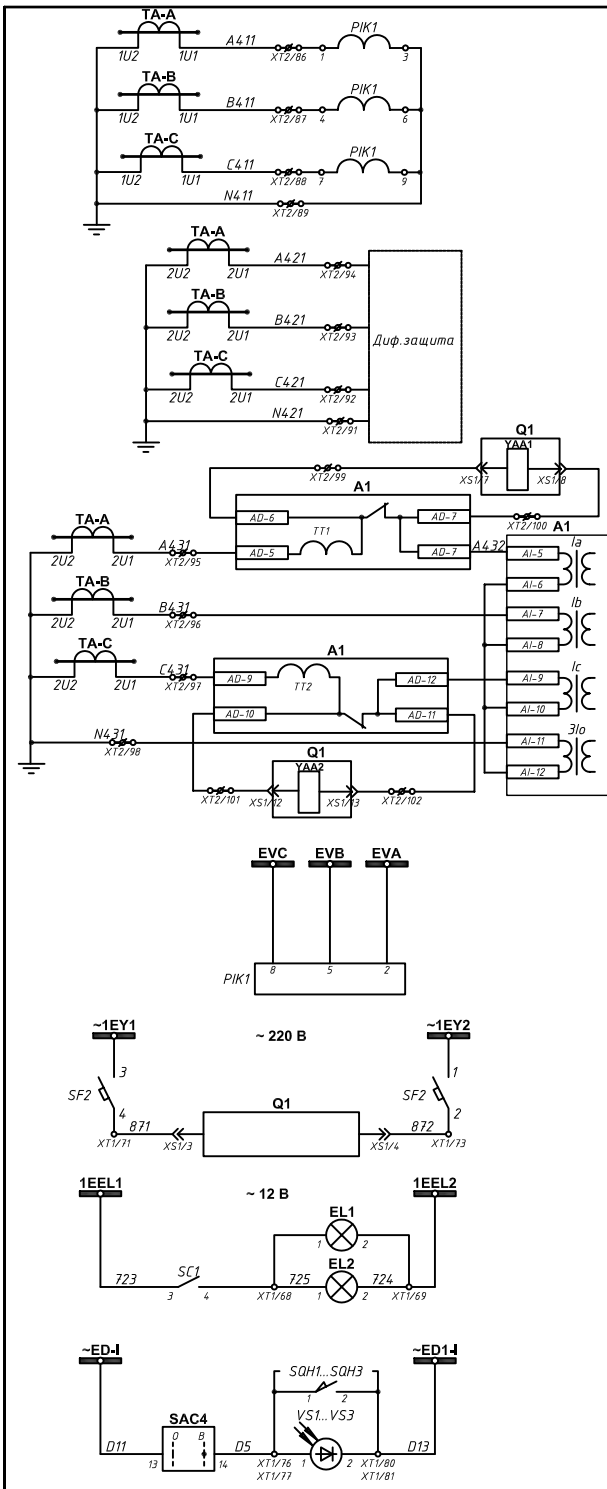 TA-A
1U2 1U1 A411 XT2/86 1 PIK1 3
TA-B
1U2 1U1 B411 XT2/87 4 PIK1 6
TA-C
1U2 1U1 C411 XT2/88 7 PIK1 9
N411 XT2/89
TA-A
2U2 2U1 A421 XT2/94
TA-B
2U2 2U1 B421 XT2/93
Диф.защита
TA-C
2U2 2U1 C421 XT2/92
N421 XT2/91
Q1
YAA1
XT2/99 XS1/7 XS1/8
A1
AD-6 AD-7 XT2/100
TA-A
2U2 2U1 A431 XT2/95 AD-5 TT1 AD-7 A432
A1
AI-5 Ia
AI-6
TA-B
2U2 2U1 B431 XT2/96
AI-7 Ib
AI-8
TA-C
2U2 2U1 C431 XT2/97
A1
AD-9 TT2 AD-12
AI-9 Ic
AI-10
AD-10 AD-11
N431 XT2/98
AI-11 3Io
AI-12
Q1
YAA2
XT2/101 XS1/12 XS1/13 XT2/102
EVC EVB EVA
8 5 2
PIK1
~1EY1 ~ 220 В ~1EY2
3 1
SF2 SF2
4 2
Q1
871 872
XT1/71 XS1/3 XS1/4 XT1/73
1EEL1 ~ 12 В 1EEL2
EL1
1 2
723 SC1 725 EL2 724
3 4 XT1/68 1 2 XT1/69
~ED-I ~ED1-I
SQH1...SQH3
1 2
SAC4 VS1...VS3
O B
D11 D5 D13
13 14 XT1/76 1 2 XT1/80
XT1/77 XT1/81